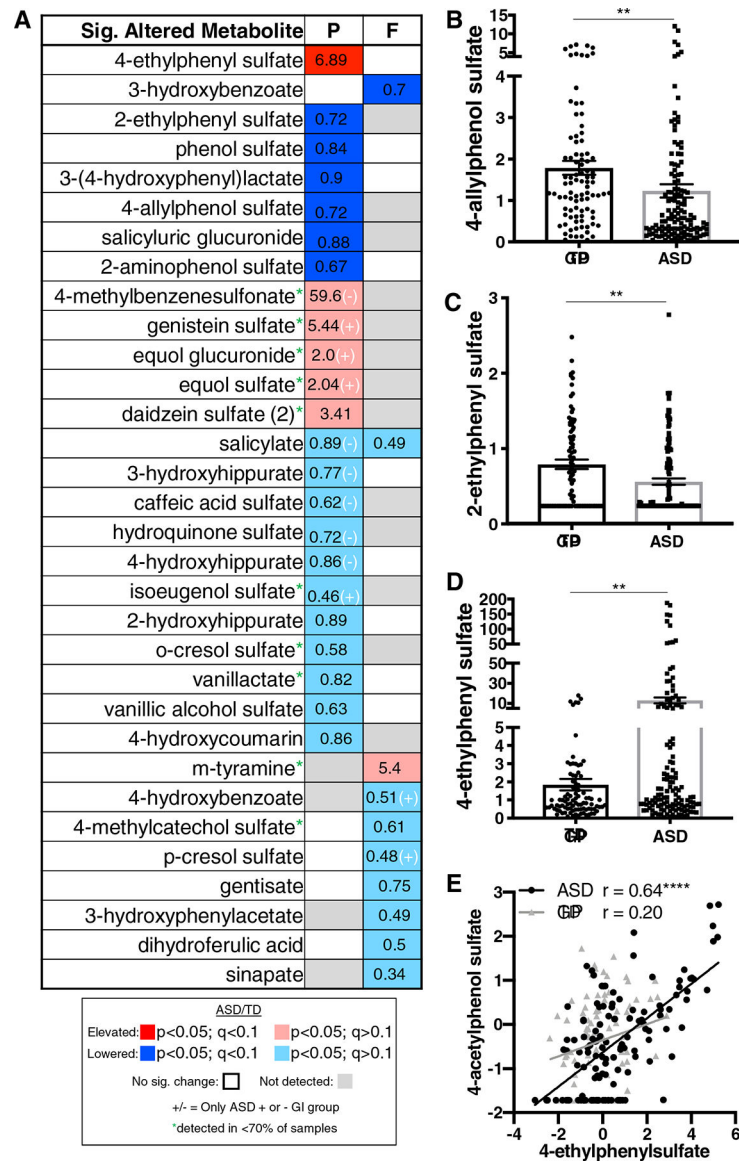 A
Sig. Altered Metabolite P F
4-ethylphenyl sulfate 6.89
3-hydroxybenzoate 0.7
2-ethylphenyl sulfate 0.72
phenol sulfate 0.84
3-(4-hydroxyphenyl)lactate 0.9
4-allylphenol sulfate 0.72
salicyluric glucuronide 0.88
2-aminophenol sulfate 0.67
4-methylbenzenesulfonate* 59.6(-)
genistein sulfate* 5.44(+)
equol glucuronide* 2.0(+)
equol sulfate* 2.04(+)
daidzein sulfate (2)* 3.41
salicylate 0.89(-) 0.49
3-hydroxyhippurate 0.77(-)
caffeic acid sulfate 0.62(-)
hydroquinone sulfate 0.72(-)
4-hydroxyhippurate 0.86(-)
isoeugenol sulfate* 0.46(+)
2-hydroxyhippurate 0.89
o-cresol sulfate* 0.58
vanillactate* 0.82
vanillic alcohol sulfate 0.63
4-hydroxycoumarin 0.86
m-tyramine* 5.4
4-hydroxybenzoate 0.51(+)
4-methylcatechol sulfate* 0.61
p-cresol sulfate 0.48(+)
gentisate 0.75
3-hydroxyphenylacetate 0.49
dihydroferulic acid 0.5
sinapate 0.34
ASD/TD
Elevated: p<0.05; q<0.1 p<0.05; q>0.1
Lowered: p<0.05; q<0.1 p<0.05; q>0.1
No sig. change: Not detected:
+/- = Only ASD + or - GI group
*detected in <70% of samples
B
4-allylphenol sulfate
**
15
10
5
4
3
2
1
0
ASD
C
2-ethylphenyl sulfate
**
3
2
1
0
ASD
D
4-ethylphenyl sulfate
**
200
150
100
50
50
30
10
5
4
3
2
1
0
ASD
E
ASD r = 0.64****
r = 0.20
4-acetylphenol sulfate
3
2
1
0
-1
-2
-4 -2 0 2 4 6
4-ethylphenylsulfate